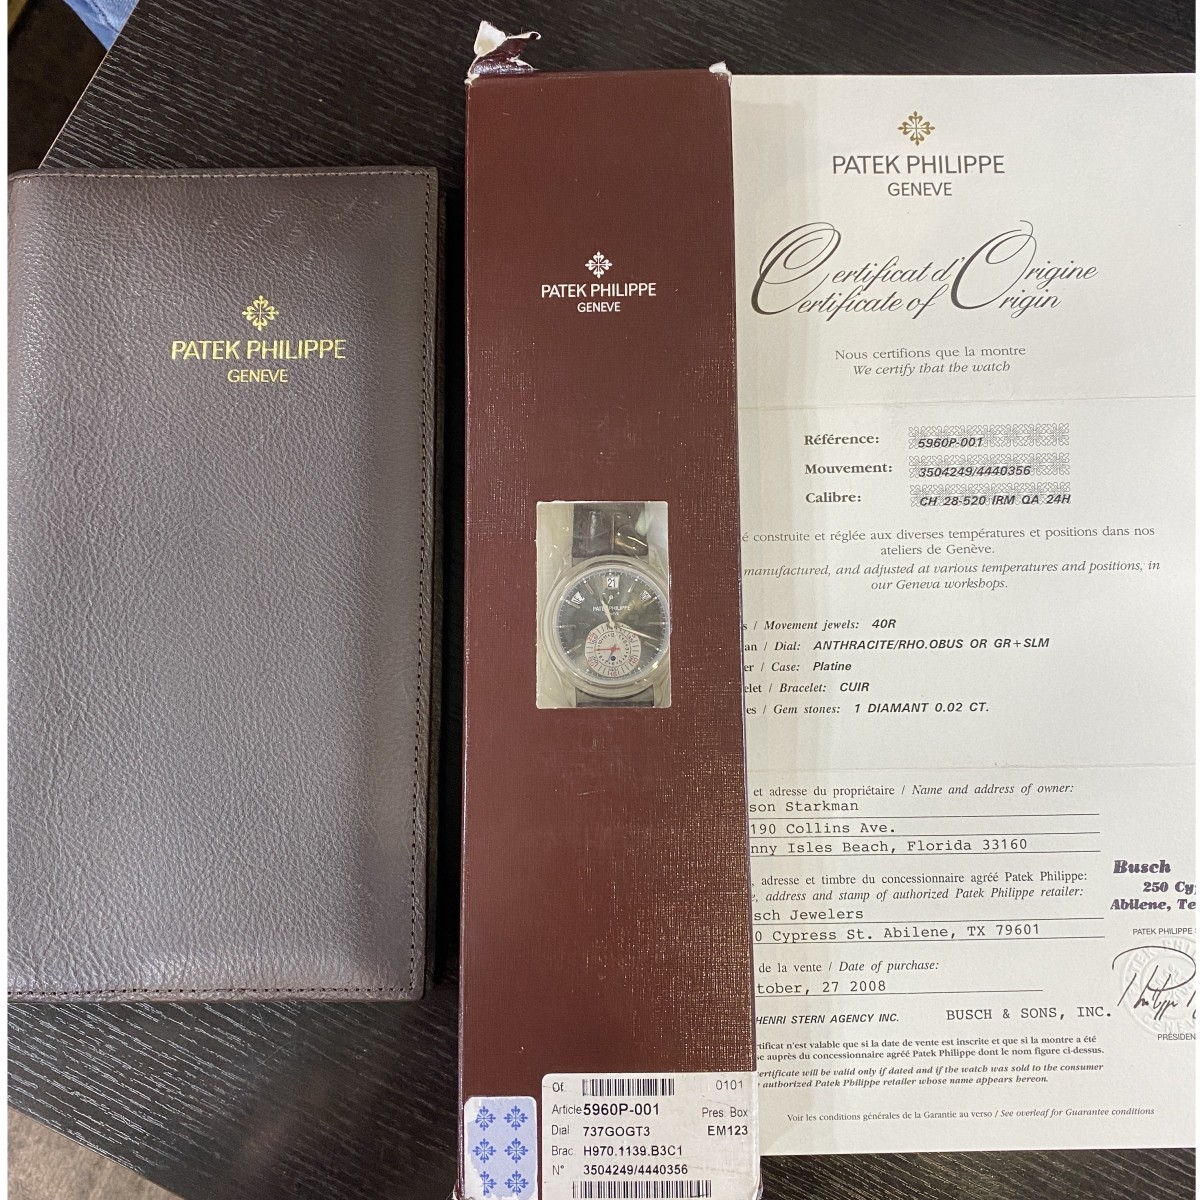 PATEK PHILIPPE
GENEVE
PATEK PHILIPPE
GENEVE
21
PATEK PHILIPPE
GENEVE
0101
Article 5960P-001
Pres. Box
Dial 737GOGT3
EM123
Brac. H970.1139.B3C1
N° 3504249/4440356
PATEK PHILIPPE
GENEVE
Certificat d'Origine
Certificate of Origin
Nous certifions que la montre
We certify that the watch
Référence: 5960P-001
Mouvement: 3504249/4440356
Calibre: CH 28-520 IRM QA 24H
é construite et réglée aux diverses températures et positions dans nos
ateliers de Genève.
manufactured, and adjusted at various temperatures and positions, in
our Geneva workshops.
s / Movement jewels: 40R
an / Dial: ANTHRACITE/RHO.OBUS OR GR+SLM
er / Case: Platine
elet / Bracelet: CUIR
es / Gem stones: 1 DIAMANT 0.02 CT.
et adresse du propriétaire / Name and address of owner:
son Starkman
190 Collins Ave.
nny Isles Beach, Florida 33160
, adresse et timbre du concessionnaire agréé Patek Philippe:
, address and stamp of authorized Patek Philippe retailer:
sch Jewelers
0 Cypress St. Abilene, TX 79601
Busch
250 Cy
Abilene, Te
PATEK PHILIPPE
de la vente / Date of purchase:
tober, 27 2008
HENRI STERN AGENCY INC.
BUSCH & SONS, INC.
PRÉSIDEN
rtificat n'est valable que si la date de vente est inscrite et que si la montre a été
e auprès du concessionnaire agréé Patek Philippe dont le nom figure ci-dessus.
ertificate will be valid only if dated and if the watch was sold to the consumer
authorized Patek Philippe retailer whose name appears hereon.
Voir les conditions générales de la Garantie au verso / See overleaf for Guarantee conditions